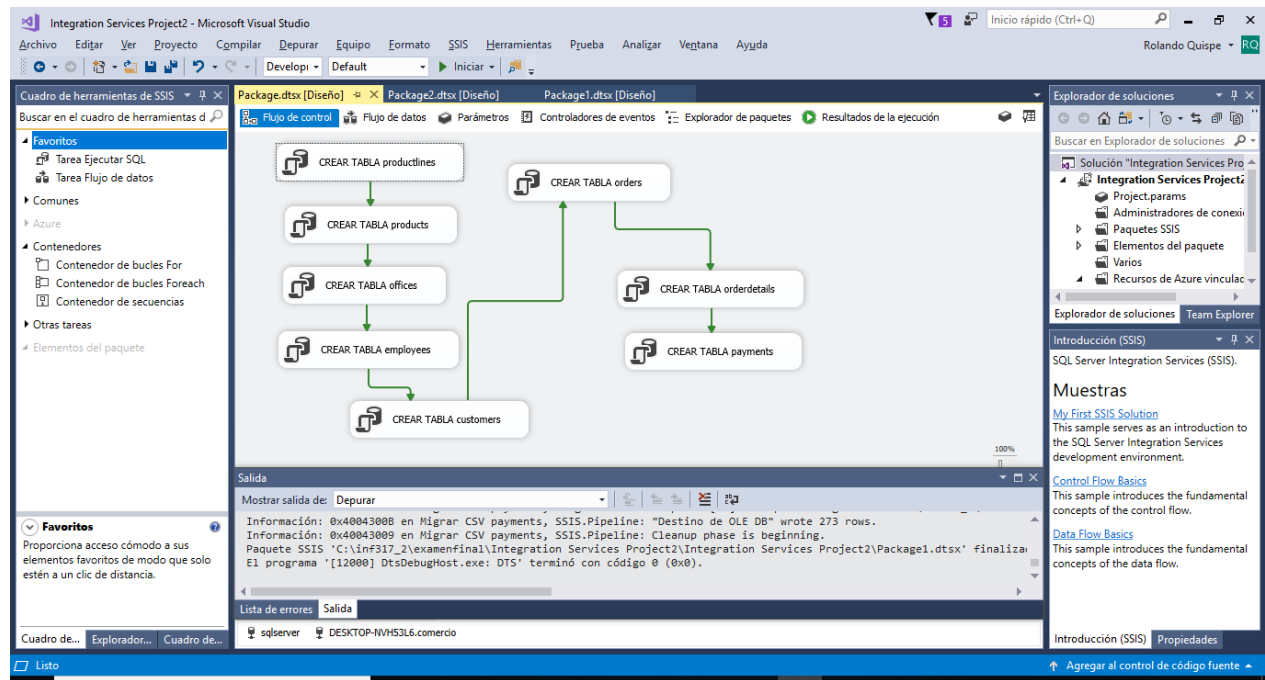 Integration Services Project2 - Microsoft Visual Studio
5
Inicio rápido (Ctrl+Q)
Archivo Editar Ver Proyecto Compilar Depurar Equipo Formato SSIS Herramientas Prueba Analizar Ventana Ayuda
Rolando Quispe RQ
Developi Default Iniciar
Cuadro de herramientas de SSIS
Buscar en el cuadro de herramientas d
Favoritos
Tarea Ejecutar SQL
Tarea Flujo de datos
Comunes
Azure
Contenedores
Contenedor de bucles For
Contenedor de bucles Foreach
Contenedor de secuencias
Otras tareas
Elementos del paquete
Favoritos
Proporciona acceso cómodo a sus
elementos favoritos de modo que solo
estén a un clic de distancia.
Cuadro de... Explorador... Cuadro de...
Package.dtsx [Diseño] Package2.dtsx [Diseño] Package1.dtsx [Diseño]
Flujo de control Flujo de datos Parámetros Controladores de eventos Explorador de paquetes Resultados de la ejecución
CREAR TABLA productlines
CREAR TABLA products
CREAR TABLA offices
CREAR TABLA employees
CREAR TABLA customers
CREAR TABLA orders
CREAR TABLA orderdetails
CREAR TABLA payments
100%
Salida
Mostrar salida de: Depurar
Información: 0x4004300B en Migrar CSV payments, SSIS.Pipeline: "Destino de OLE DB" wrote 273 rows.
Información: 0x40043009 en Migrar CSV payments, SSIS.Pipeline: Cleanup phase is beginning.
Paquete SSIS 'C:\inf317_2\examenfinal\Integration Services Project2\Integration Services Project2\Package1.dtsx' finaliza
El programa '[12000] DtsDebugHost.exe: DTS' terminó con código 0 (0x0).
Lista de errores Salida
sqlserver DESKTOP-NVH53L6.comercio
Explorador de soluciones
Buscar en Explorador de soluciones
Solución "Integration Services Pro
Integration Services Project2
Project.params
Administradores de conexi
Paquetes SSIS
Elementos del paquete
Varios
Recursos de Azure vinculac
Explorador de soluciones Team Explorer
Introducción (SSIS)
SQL Server Integration Services (SSIS).
Muestras
My First SSIS Solution
This sample serves as an introduction to
the SQL Server Integration Services
development environment.
Control Flow Basics
This sample introduces the fundamental
concepts of the control flow.
Data Flow Basics
This sample introduces the fundamental
concepts of the data flow.
Introducción (SSIS) Propiedades
Listo
Agregar al control de código fuente